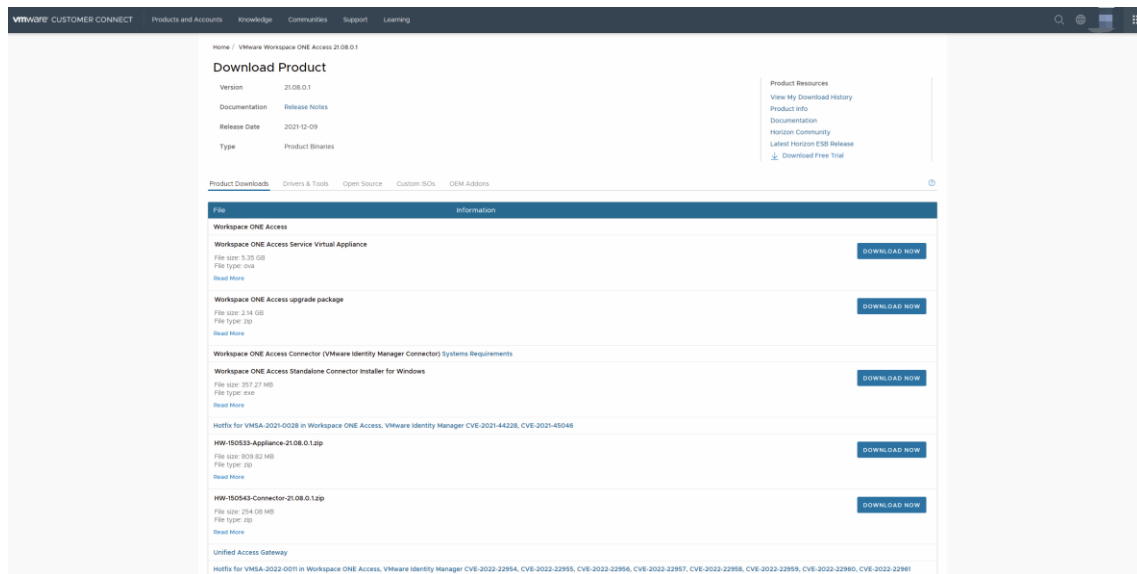 vmware CUSTOMER CONNECT Products and Accounts Knowledge Communities Support Learning
Home / VMware Workspace ONE Access 21.08.0.1
Download Product
Version 21.08.0.1
Documentation Release Notes
Release Date 2021-12-09
Type Product Binaries
Product Resources
View My Download History
Product Info
Documentation
Horizon Community
Latest Horizon ESB Release
Download Free Trial
Product Downloads Drivers & Tools Open Source Custom ISOs OEM Addons
File Information
Workspace ONE Access
Workspace ONE Access Service Virtual Appliance
File size: 5.35 GB
File type: ova
Read More
DOWNLOAD NOW
Workspace ONE Access upgrade package
File size: 2.14 GB
File type: zip
Read More
DOWNLOAD NOW
Workspace ONE Access Connector (VMware Identity Manager Connector) Systems Requirements
Workspace ONE Access Standalone Connector Installer for Windows
File size: 357.27 MB
File type: exe
Read More
DOWNLOAD NOW
Hotfix for VMSA-2021-0028 in Workspace ONE Access, VMware Identity Manager CVE-2021-44228, CVE-2021-45046
HW-150533-Appliance-21.08.0.1.zip
File size: 809.82 MB
File type: zip
Read More
DOWNLOAD NOW
HW-150543-Connector-21.08.0.1.zip
File size: 254.08 MB
File type: zip
Read More
DOWNLOAD NOW
Unified Access Gateway
Hotfix for VMSA-2022-0011 in Workspace ONE Access, VMware Identity Manager CVE-2022-22954, CVE-2022-22955, CVE-2022-22956, CVE-2022-22957, CVE-2022-22958, CVE-2022-22959, CVE-2022-22960, CVE-2022-22961